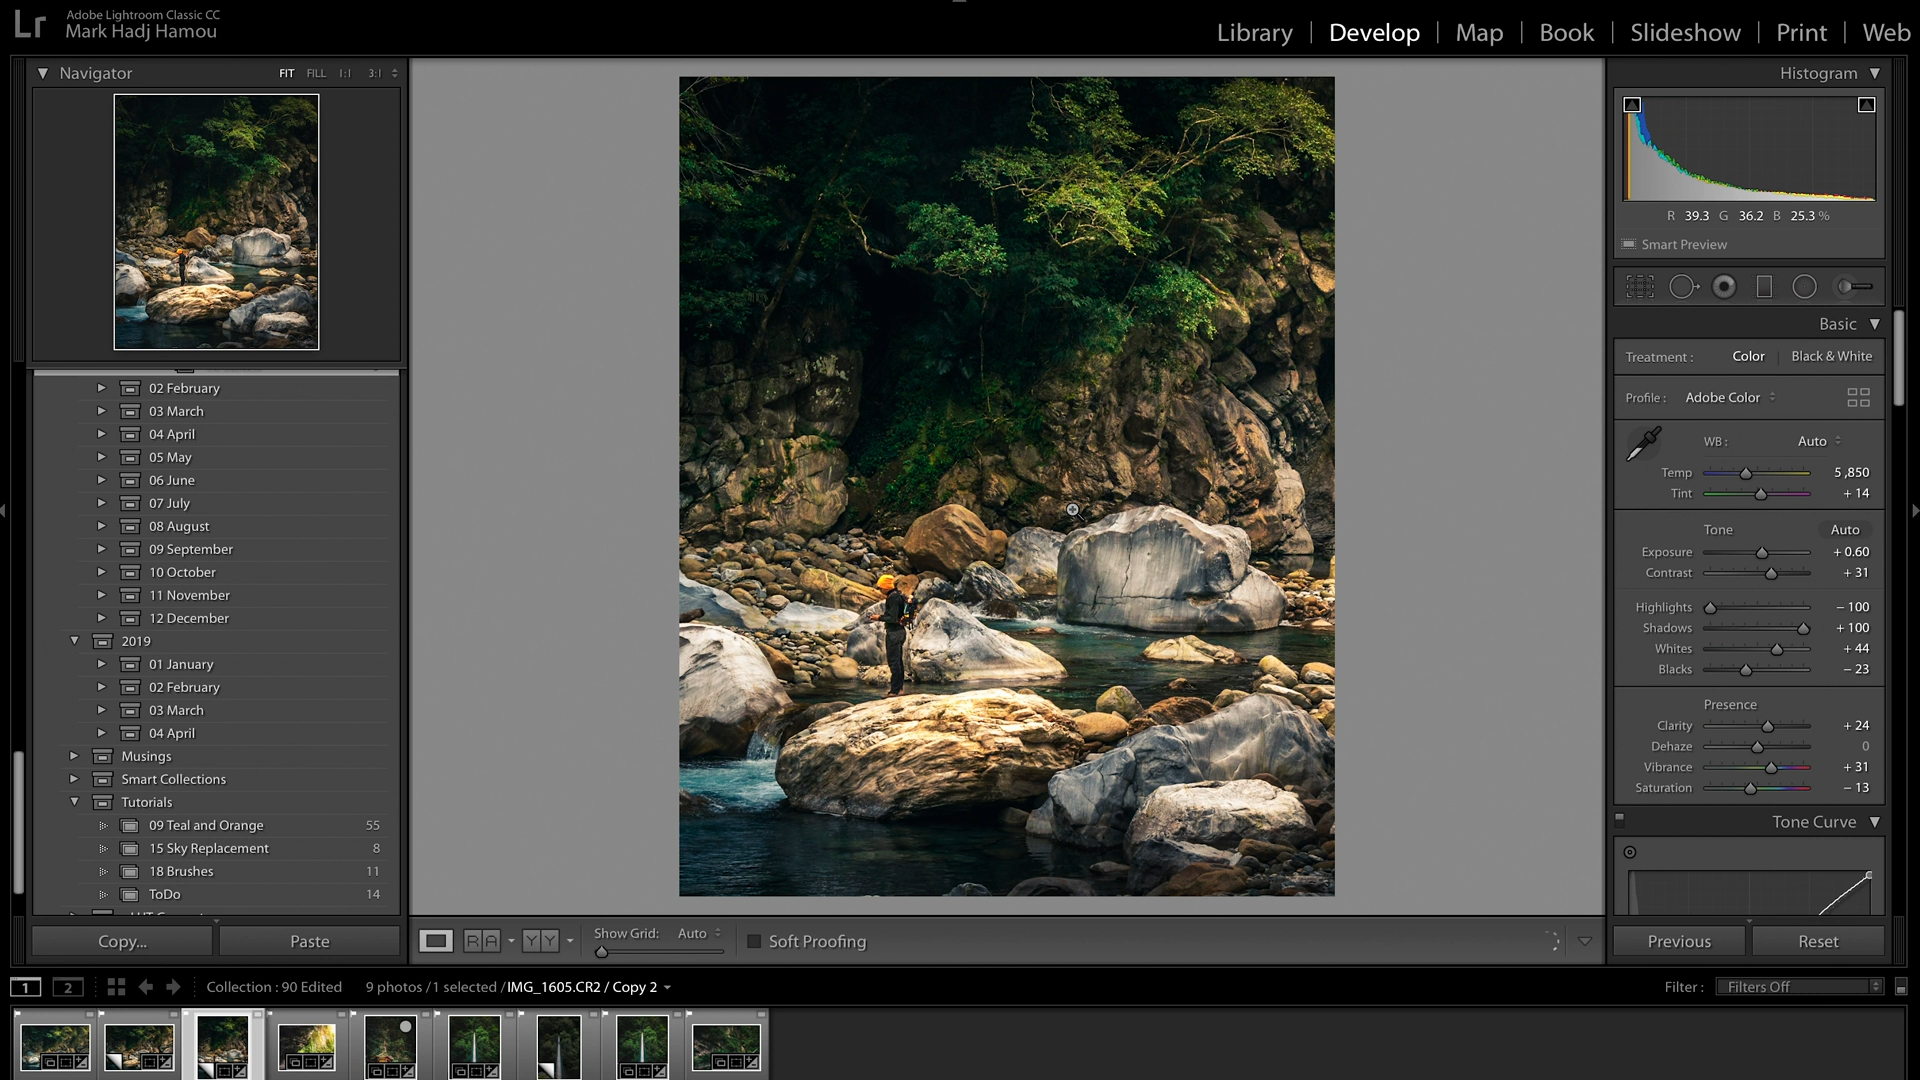 Lr
Adobe Lightroom Classic CC
Mark Hadj Hamou
Library | Develop | Map | Book | Slideshow | Print | Web
Navigator FIT FILL 1:1 3:1
02 February
03 March
04 April
05 May
06 June
07 July
08 August
09 September
10 October
11 November
12 December
2019
01 January
02 February
03 March
04 April
Musings
Smart Collections
Tutorials
09 Teal and Orange 55
15 Sky Replacement 8
18 Brushes 11
ToDo 14
Copy... Paste
RA YY Show Grid: Auto Soft Proofing
Histogram
R 39.3 G 36.2 B 25.3 %
Smart Preview
Basic
Treatment : Color | Black & White
Profile : Adobe Color
WB : Auto
Temp 5,850
Tint + 14
Tone Auto
Exposure + 0.60
Contrast + 31
Highlights − 100
Shadows + 100
Whites + 44
Blacks − 23
Presence
Clarity + 24
Dehaze 0
Vibrance + 31
Saturation − 13
Tone Curve
Previous Reset
1 2 Collection : 90 Edited 9 photos / 1 selected / IMG_1605.CR2 / Copy 2
Filter : Filters Off